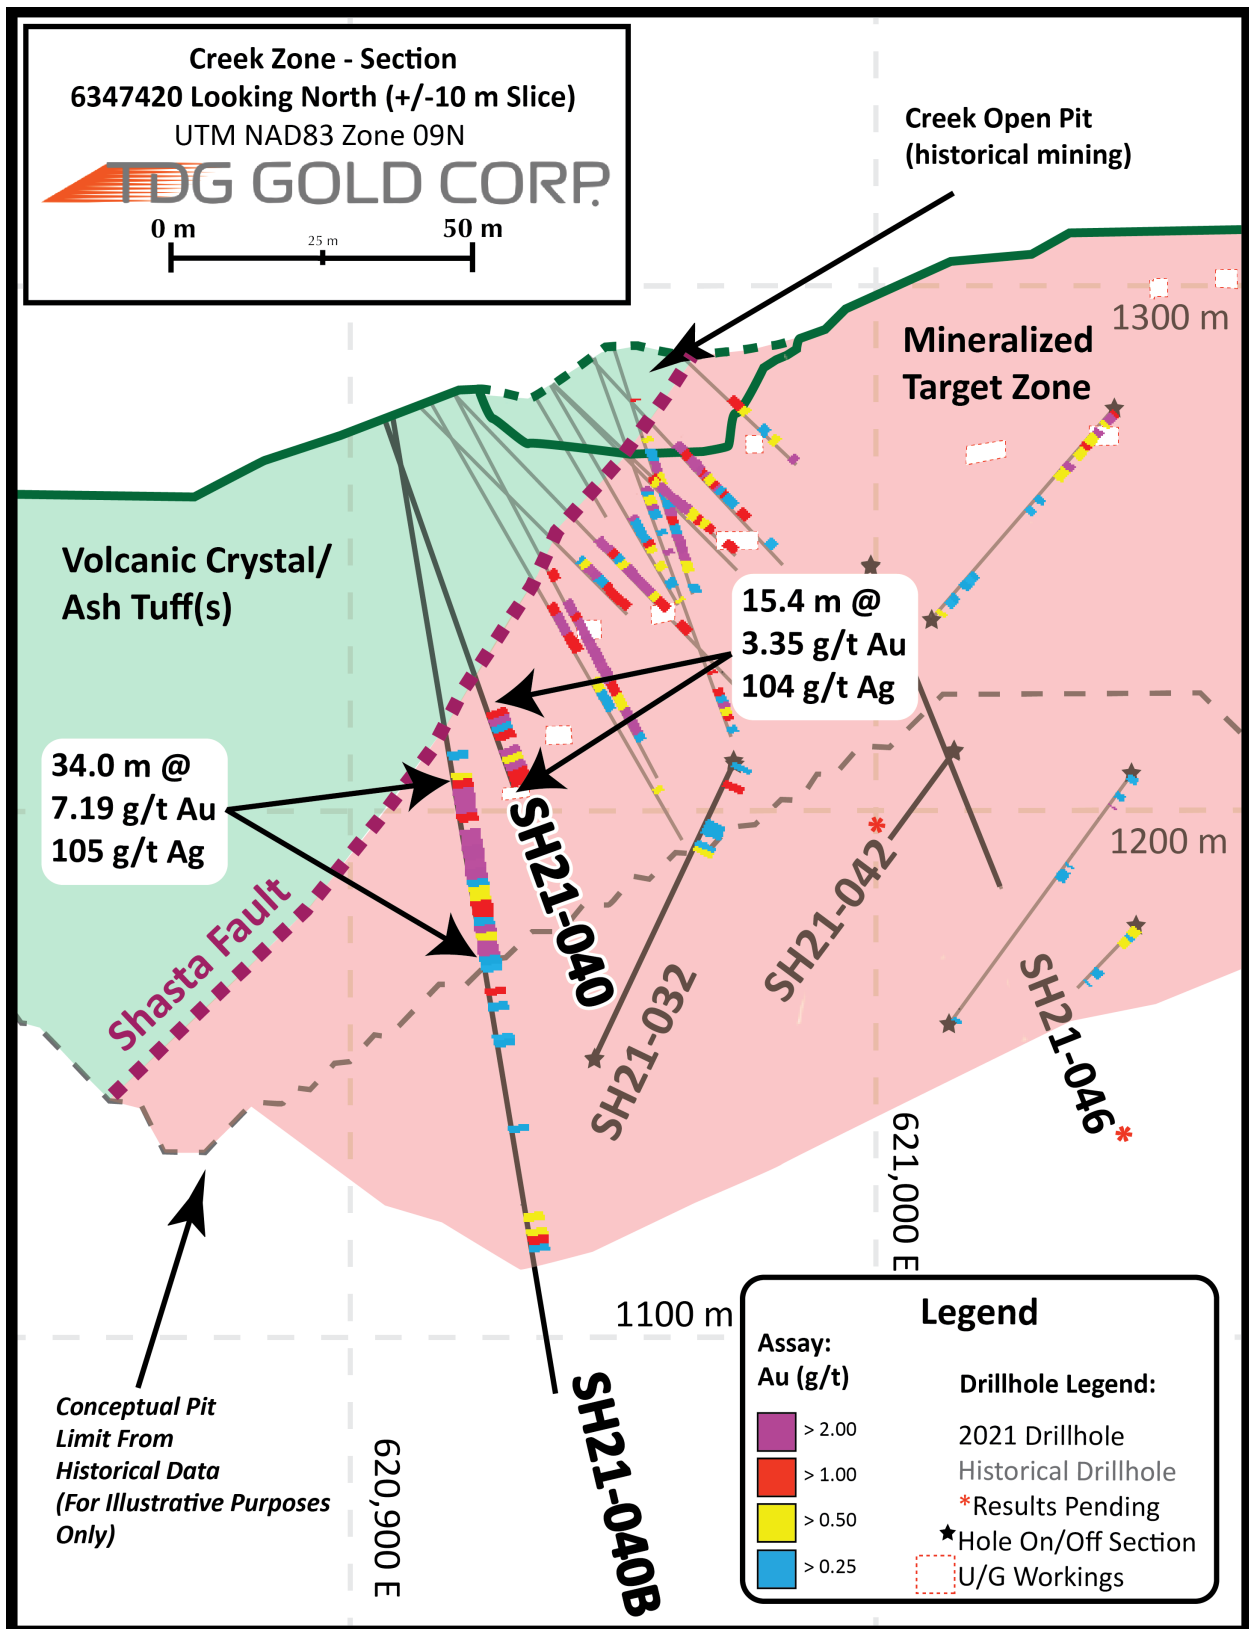 Creek Zone - Section
6347420 Looking North (+/-10 m Slice)
UTM NAD83 Zone 09N
TDG GOLD CORP.
0 m
25 m
50 m
Creek Open Pit
(historical mining)
1300 m
Mineralized
Target Zone
Volcanic Crystal/
Ash Tuff(s)
15.4 m @
3.35 g/t Au
104 g/t Ag
34.0 m @
7.19 g/t Au
105 g/t Ag
1200 m
Shasta Fault
SH21-040
SH21-032
SH21-042
*
SH21-046
*
621,000 E
1100 m
Conceptual Pit
Limit From
Historical Data
(For Illustrative Purposes
Only)
620,900 E
SH21-040B
Legend
Assay:
Au (g/t)
> 2.00
> 1.00
> 0.50
> 0.25
Drillhole Legend:
2021 Drillhole
Historical Drillhole
*Results Pending
Hole On/Off Section
U/G Workings